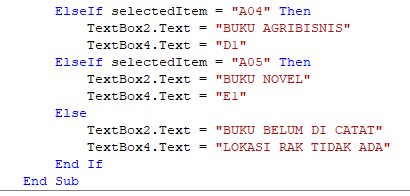 ElseIf selectedItem = "A04" Then
TextBox2.Text = "BUKU AGRIBISNIS"
TextBox4.Text = "D1"
ElseIf selectedItem = "A05" Then
TextBox2.Text = "BUKU NOVEL"
TextBox4.Text = "E1"
Else
TextBox2.Text = "BUKU BELUM DI CATAT"
TextBox4.Text = "LOKASI RAK TIDAK ADA"
End If
End Sub